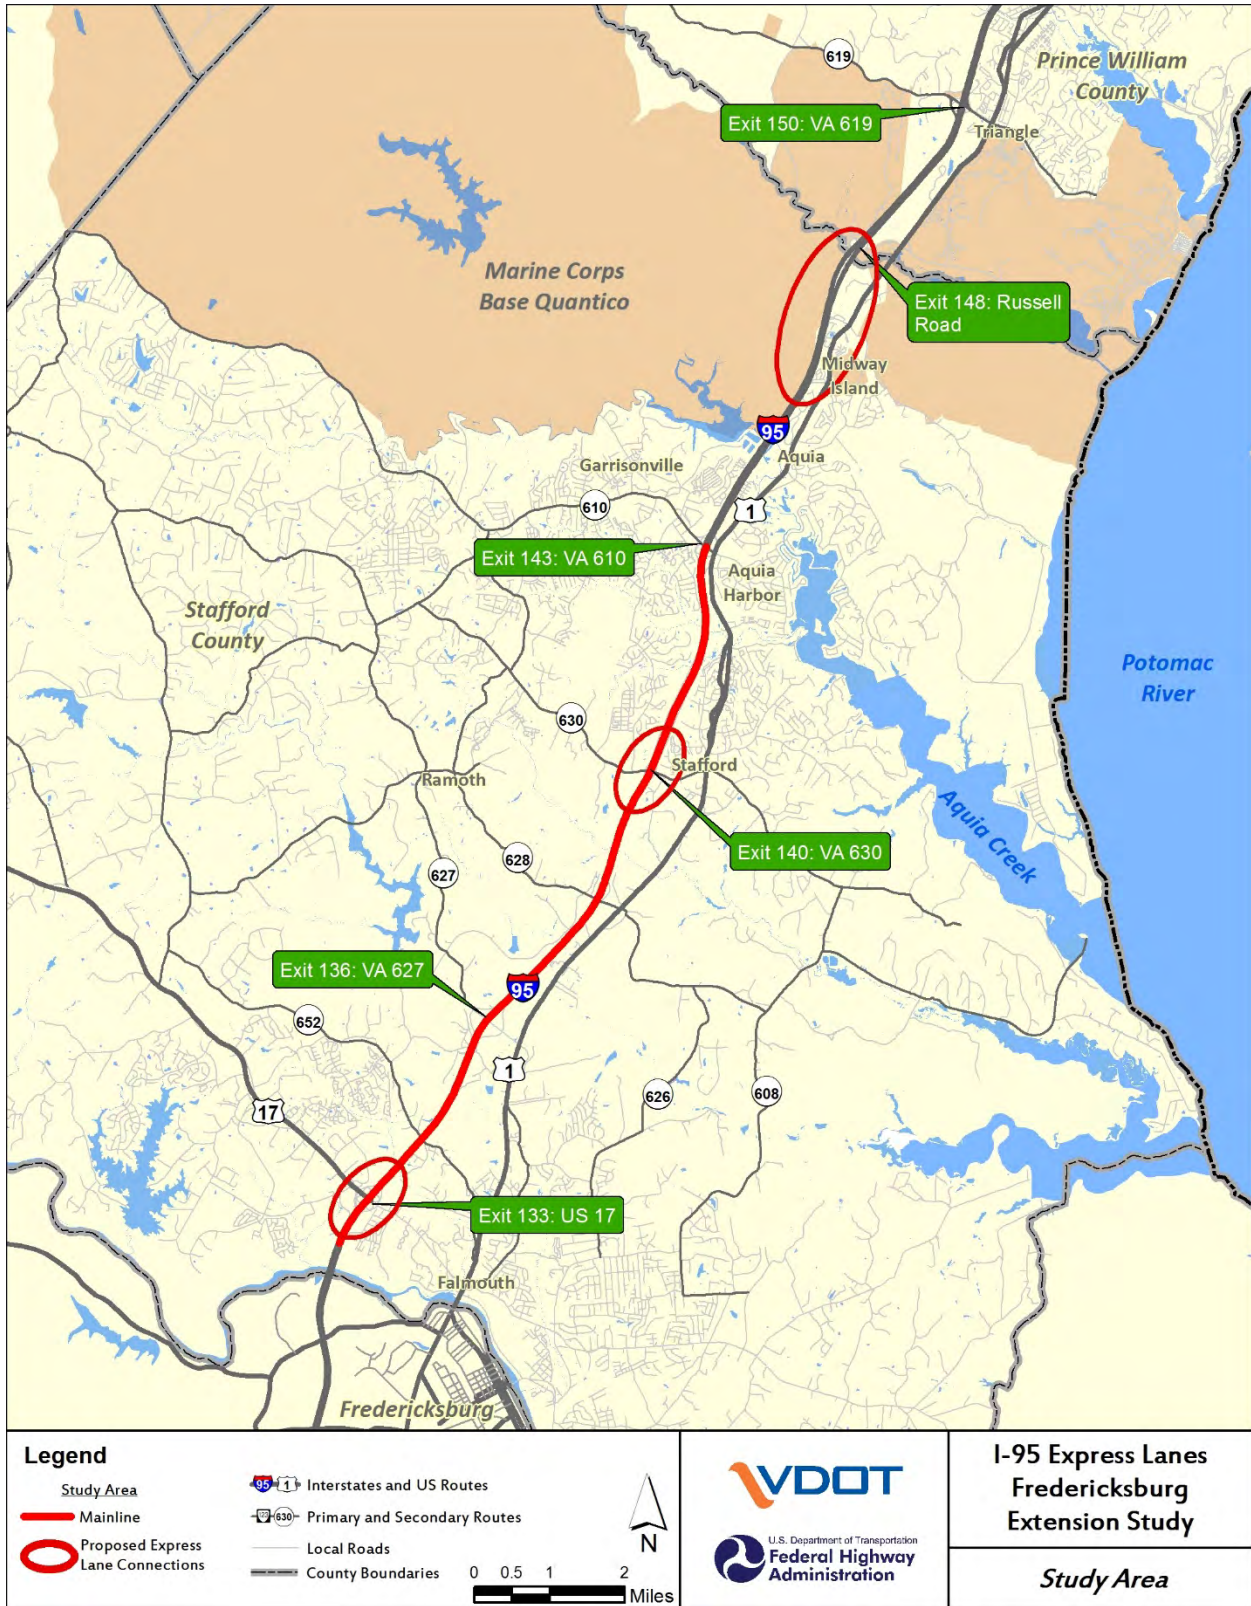 619
Prince William
County
Exit 150: VA 619
Triangle
Marine Corps
Base Quantico
Exit 148: Russell
Road
Midway
Island
95
Aquia
Garrisonville
610
1
Exit 143: VA 610
Aquia
Harbor
Stafford
County
Potomac
River
630
Stafford
Ramoth
Aquia Creek
Exit 140: VA 630
628
627
Exit 136: VA 627
95
652
1
626
608
17
Exit 133: US 17
Falmouth
Fredericksburg
Legend
Study Area
Mainline
Proposed Express
Lane Connections
95 1 Interstates and US Routes
123 630 Primary and Secondary Routes
Local Roads
County Boundaries
N
0 0.5 1 2
Miles
VDOT
U.S. Department of Transportation
Federal Highway
Administration
I-95 Express Lanes
Fredericksburg
Extension Study
Study Area